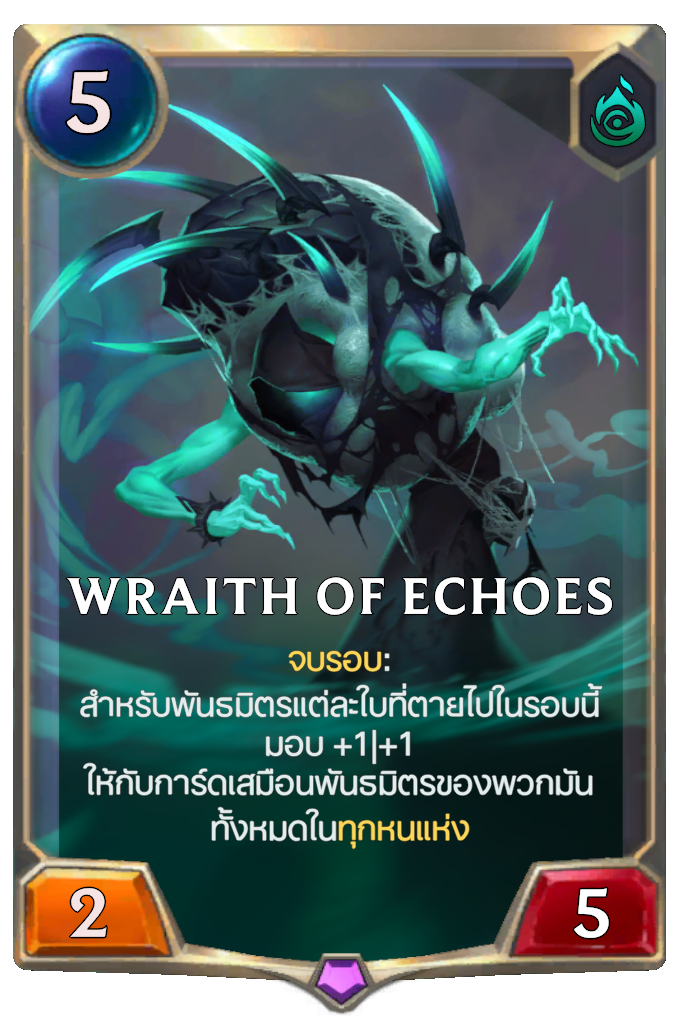 5
WRAITH OF ECHOES
จบรอบ:
สำหรับพันธมิตรแต่ละใบที่ตายไปในรอบนี้
มอบ +1|+1
ให้กับการ์ดเสมือนพันธมิตรของพวกมัน
ทั้งหมดในทุกหนแห่ง
2
5